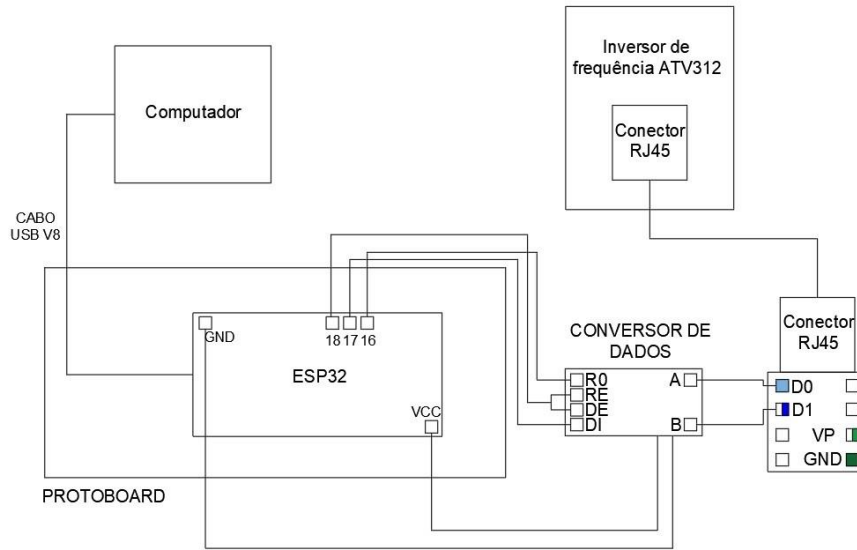 Computador
Inversor de
frequência ATV312
Conector
RJ45
CABO
USB V8
GND
18
17
16
ESP32
VCC
PROTOBOARD
CONVERSOR DE
DADOS
R0
RE
DE
DI
A
B
Conector
RJ45
D0
D1
VP
GND